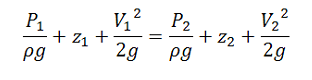 P₁/ρg + z₁ + V₁²/2g = P₂/ρg + z₂ + V₂²/2g